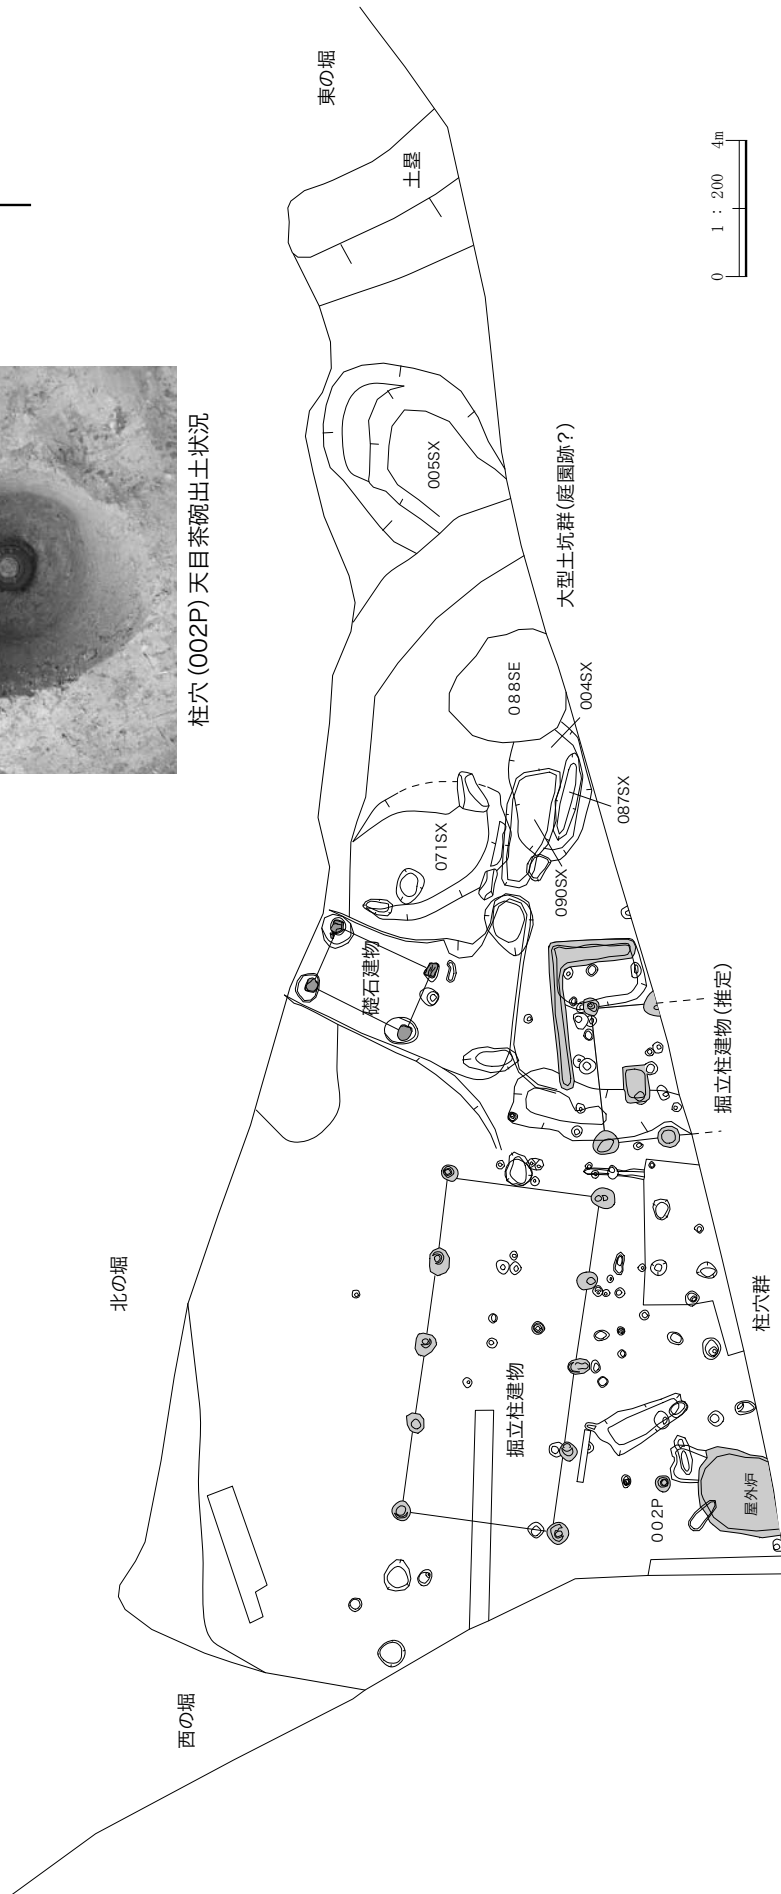 東の堀
土塁
0 1 : 200 4m
005SX
柱穴 (002P) 天目茶碗出土状況
大型土坑群(庭園跡?)
088SE
004SX
087SX
071SX
090SX
礎石建物
掘立柱建物(推定)
北の堀
柱穴群
掘立柱建物
屋外炉
002P
西の堀